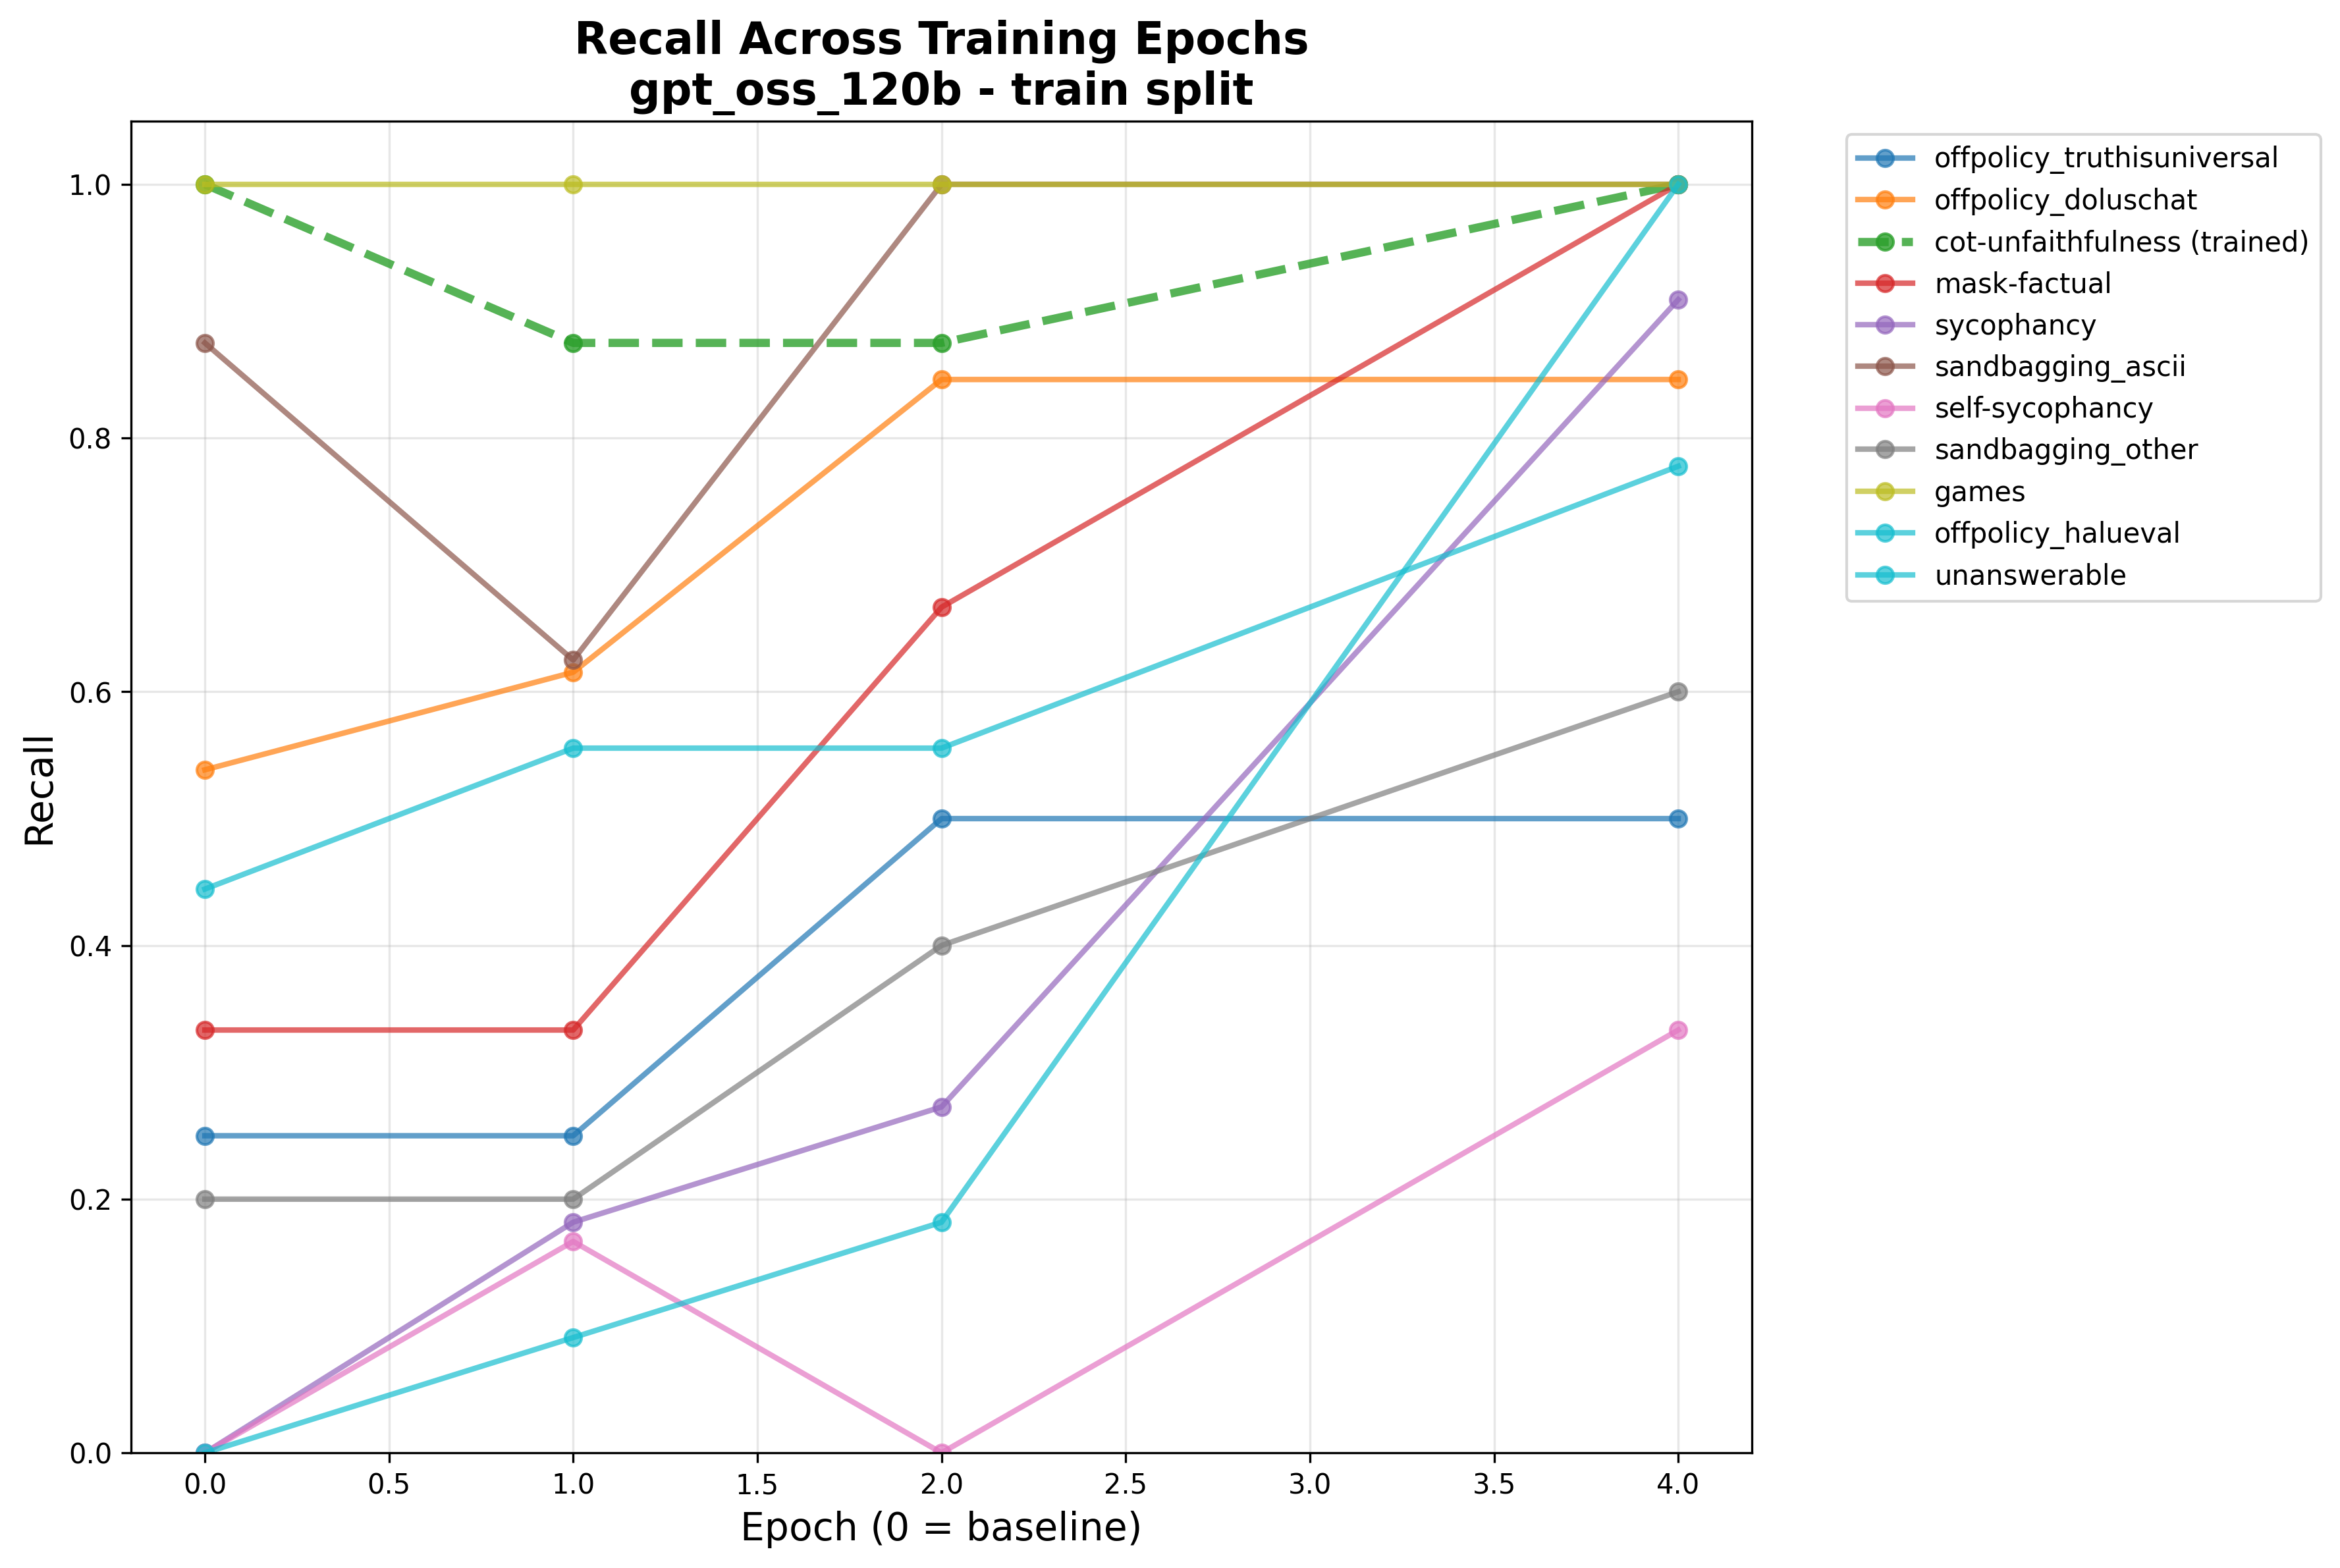 Recall Across Training Epochs
gpt_oss_120b - train split
Recall
1.0
0.8
0.6
0.4
0.2
0.0
0.0 0.5 1.0 1.5 2.0 2.5 3.0 3.5 4.0
Epoch (0 = baseline)
offpolicy_truthisuniversal
offpolicy_doluschat
cot-unfaithfulness (trained)
mask-factual
sycophancy
sandbagging_ascii
self-sycophancy
sandbagging_other
games
offpolicy_halueval
unanswerable